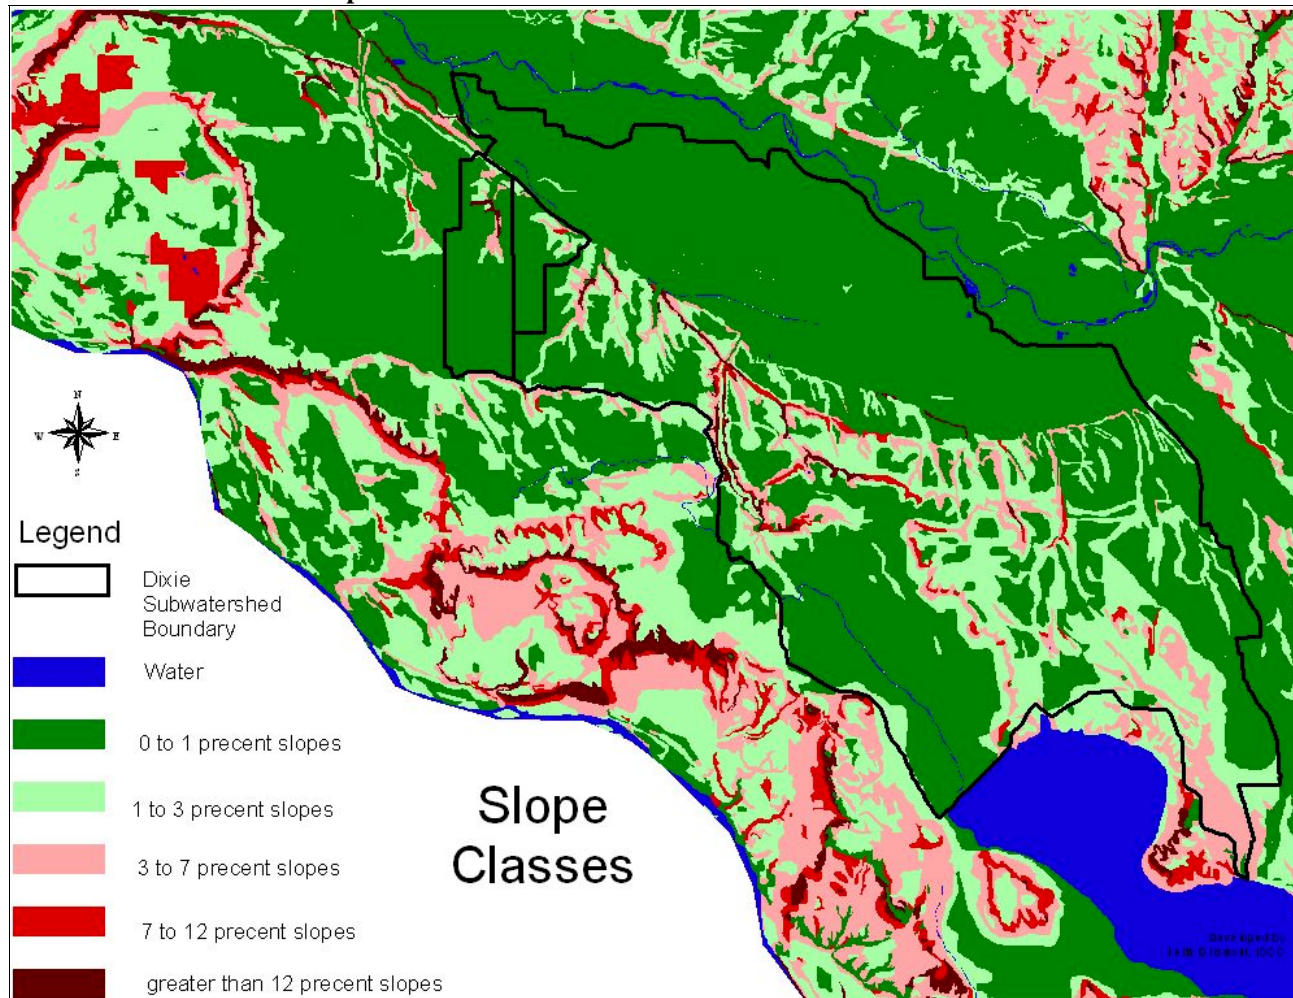 N
W E
S
Legend
Dixie
Subwatershed
Boundary
Water
0 to 1 precent slopes
1 to 3 precent slopes
3 to 7 precent slopes
7 to 12 precent slopes
greater than 12 precent slopes
Slope
Classes